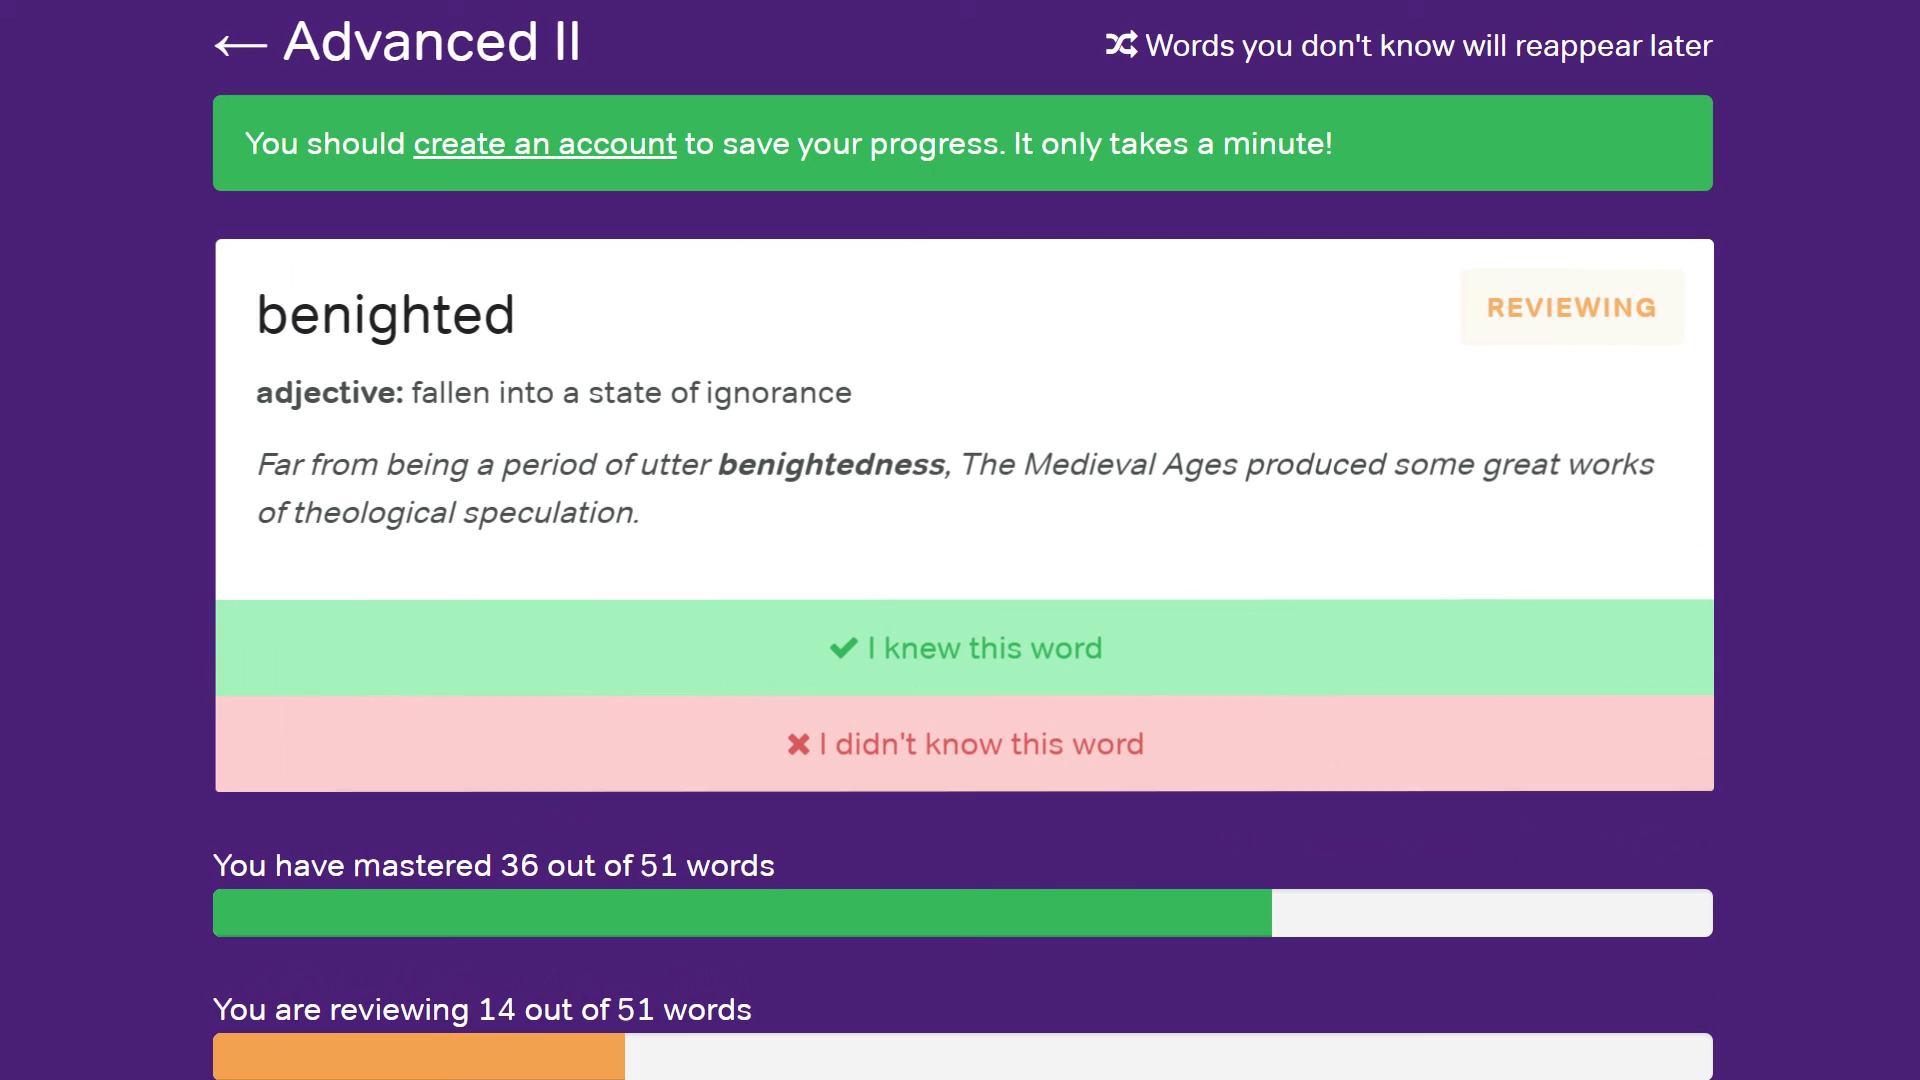 ← Advanced II
Words you don't know will reappear later
You should create an account to save your progress. It only takes a minute!
benighted
REVIEWING
adjective: fallen into a state of ignorance
Far from being a period of utter benightedness, The Medieval Ages produced some great works
of theological speculation.
✔ I knew this word
✖ I didn't know this word
You have mastered 36 out of 51 words
You are reviewing 14 out of 51 words